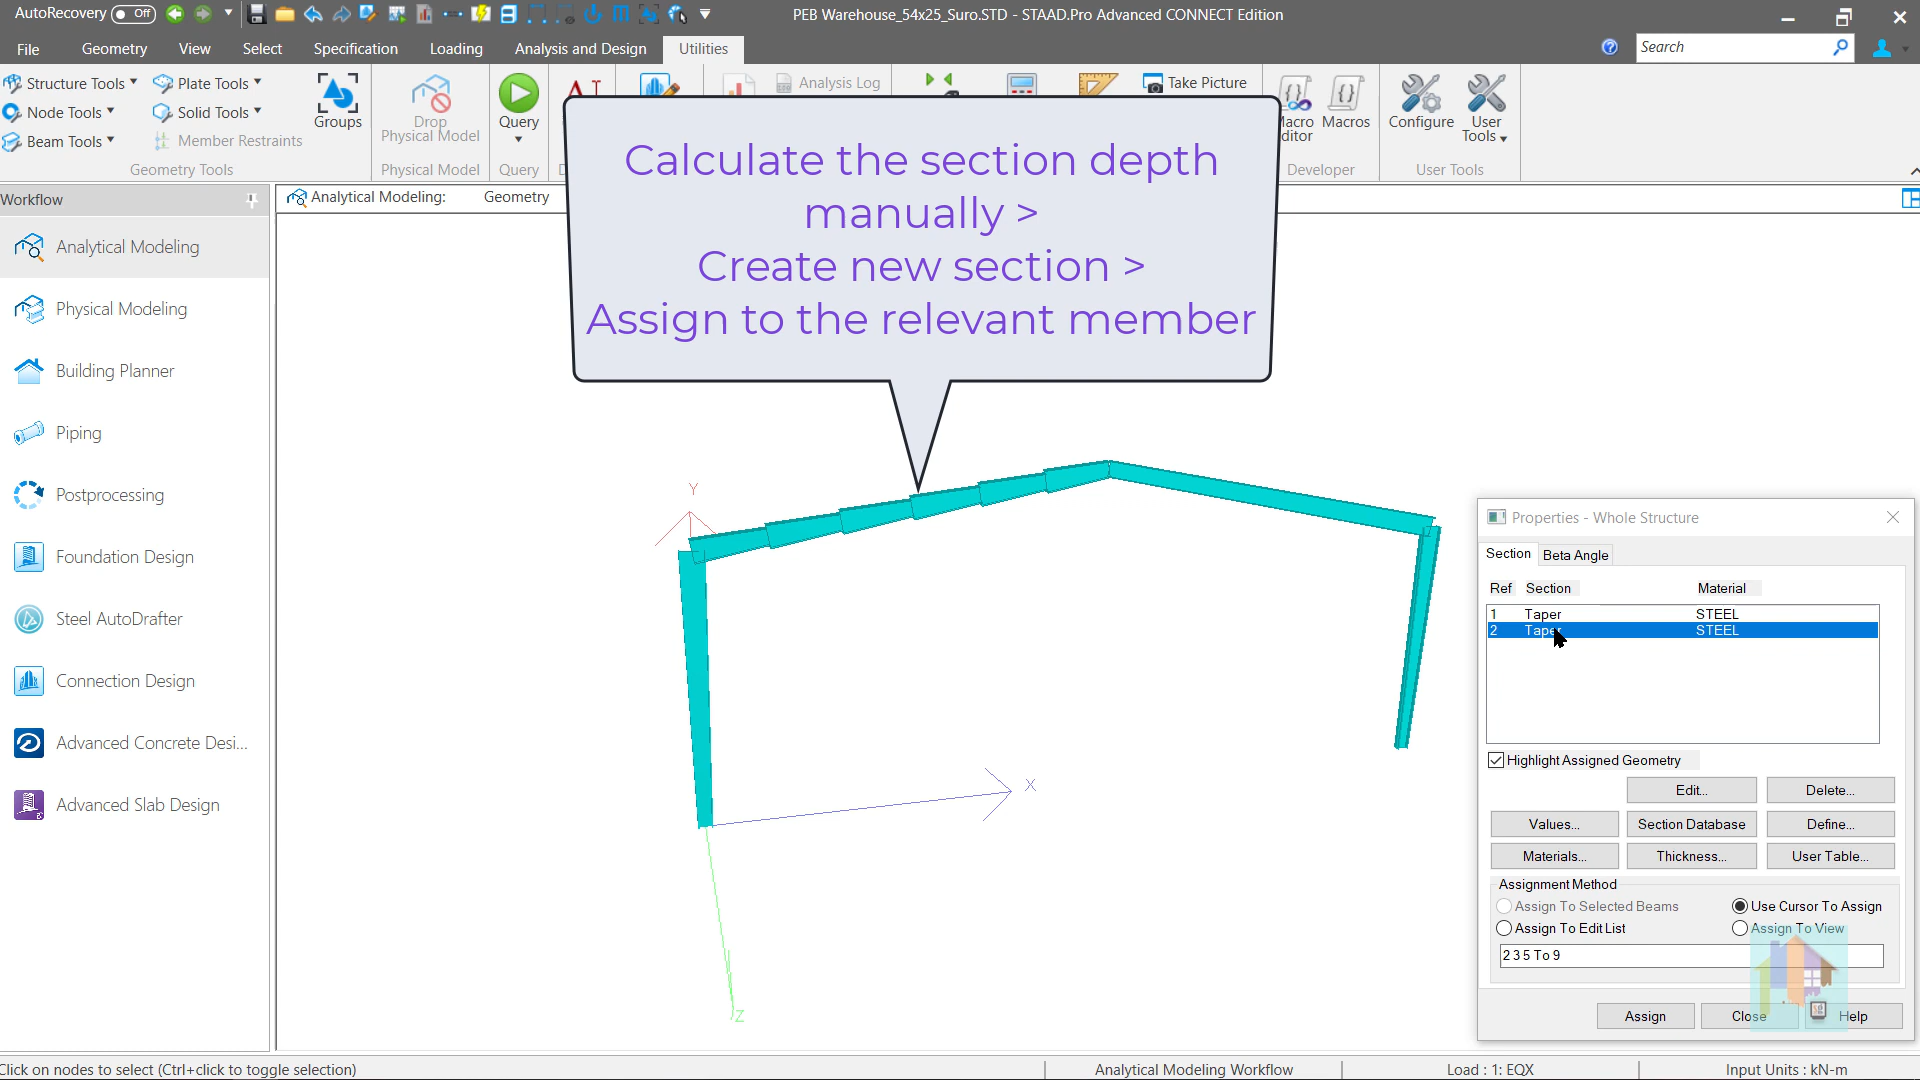 AutoRecovery Off
PEB Warehouse_54x25_Suro.STD - STAAD.Pro Advanced CONNECT Edition
File Geometry View Select Specification Loading Analysis and Design Utilities
Search
Structure Tools Plate Tools
Node Tools Solid Tools
Beam Tools Member Restraints
Groups
Drop
Physical Model
Query
Analysis Log
Take Picture
Macros
Configure
User
Tools
Geometry Tools Physical Model Query Developer User Tools
Calculate the section depth
manually >
Create new section >
Assign to the relevant member
Workflow
Analytical Modeling: Geometry
Analytical Modeling
Physical Modeling
Building Planner
Piping
Postprocessing
Foundation Design
Steel AutoDrafter
Connection Design
Advanced Concrete Desi...
Advanced Slab Design
Y
X
Z
Properties - Whole Structure
Section Beta Angle
Ref Section Material
1 Taper STEEL
2 Taper STEEL
Highlight Assigned Geometry
Edit... Delete...
Values... Section Database Define...
Materials... Thickness... User Table...
Assignment Method
Assign To Selected Beams Use Cursor To Assign
Assign To Edit List Assign To View
2 3 5 To 9
Assign Close Help
Click on nodes to select (Ctrl+click to toggle selection)
Analytical Modeling Workflow Load : 1: EQX Input Units : kN-m